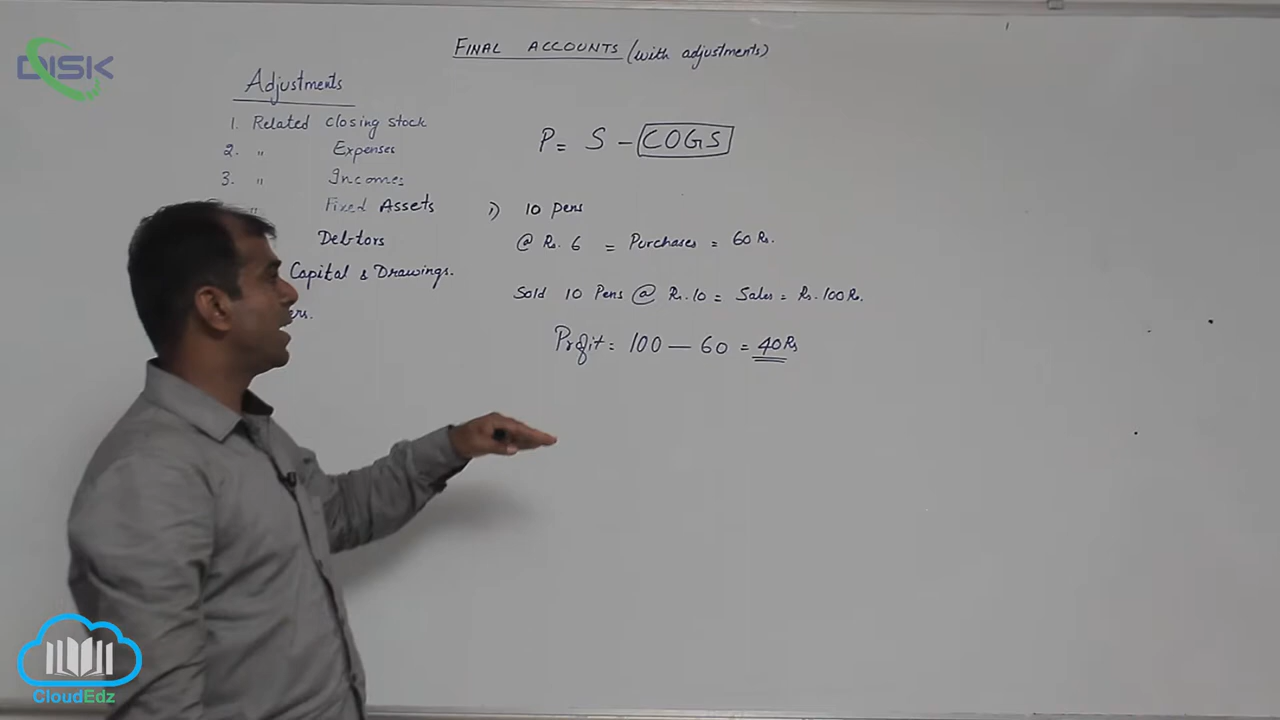 DISK
FINAL ACCOUNTS (with adjustments)
Adjustments
1. Related closing stock
2. " Expenses
3. " Incomes
" Fixed Assets
Debtors
Capital & Drawings.
ers.
P = S - COGS
i) 10 Pens
@ Rs. 6 = Purchases = 60 Rs.
Sold 10 Pens @ Rs. 10 = Sales = Rs. 100 Rs.
Profit = 100 — 60 = 40 Rs
CloudEdz